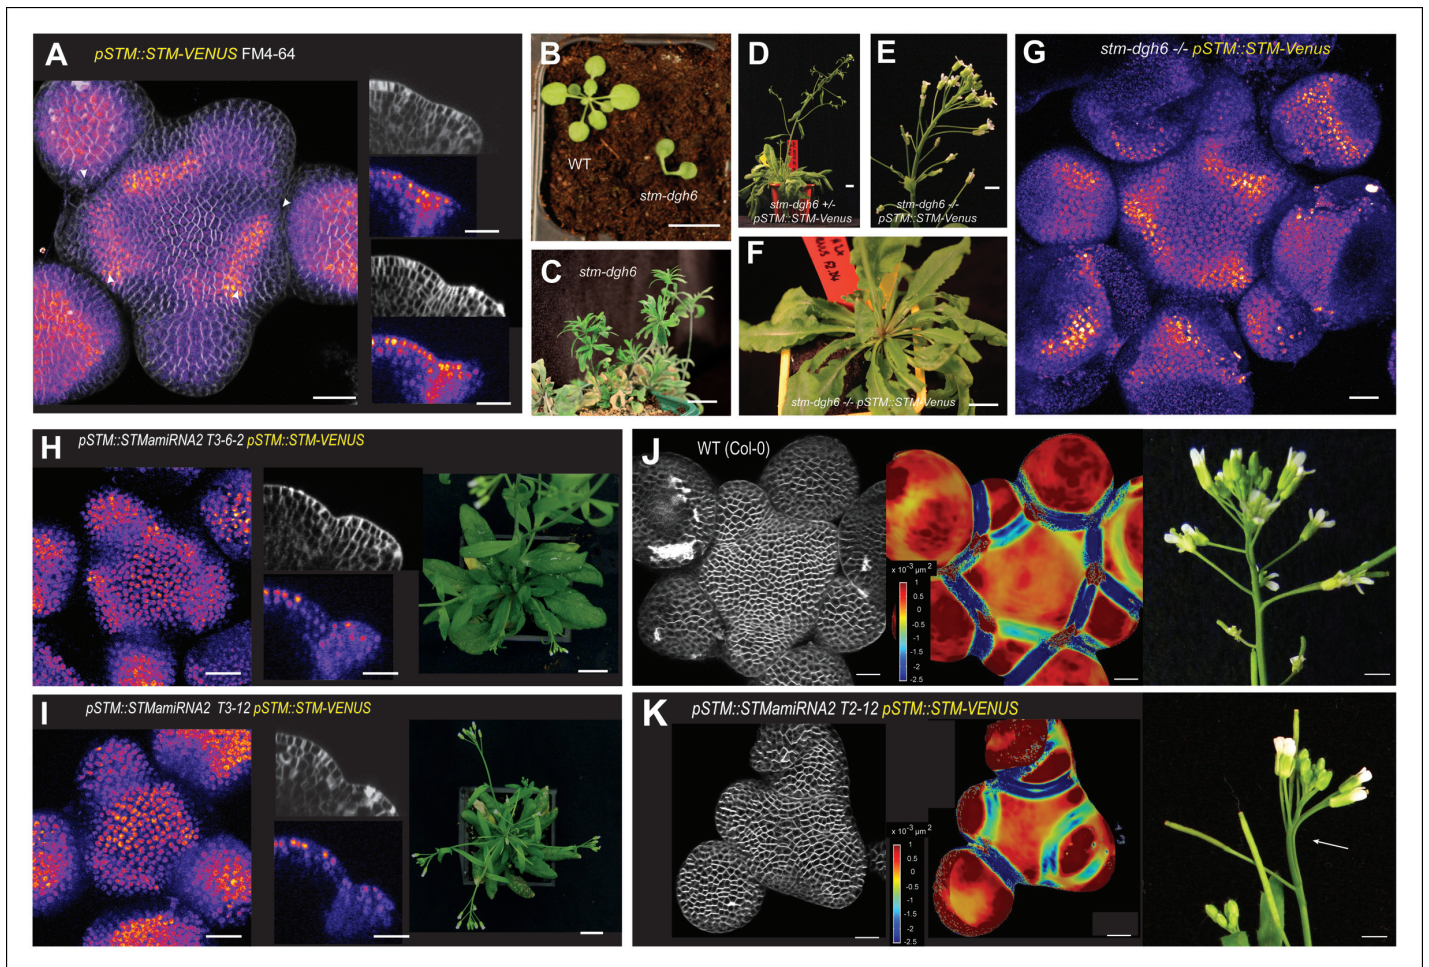 A pSTM::STM-VENUS FM4-64
B
WT
stm-dgh6
C stm-dgh6
D
stm-dgh6 +/-
pSTM::STM-Venus
E
stm-dgh6 -/-
pSTM::STM-Venus
F
stm-dgh6 -/- pSTM::STM-Venus
G stm-dgh6 -/- pSTM::STM-Venus
H pSTM::STMamiRNA2 T3-6-2 pSTM::STM-VENUS
I pSTM::STMamiRNA2 T3-12 pSTM::STM-VENUS
J WT (Col-0)
x 10⁻³ µm²
1
0.5
0
-0.5
-1
-1.5
-2
-2.5
K pSTM::STMamiRNA2 T2-12 pSTM::STM-VENUS
x 10⁻³ µm²
1
0.5
0
-0.5
-1
-1.5
-2
-2.5